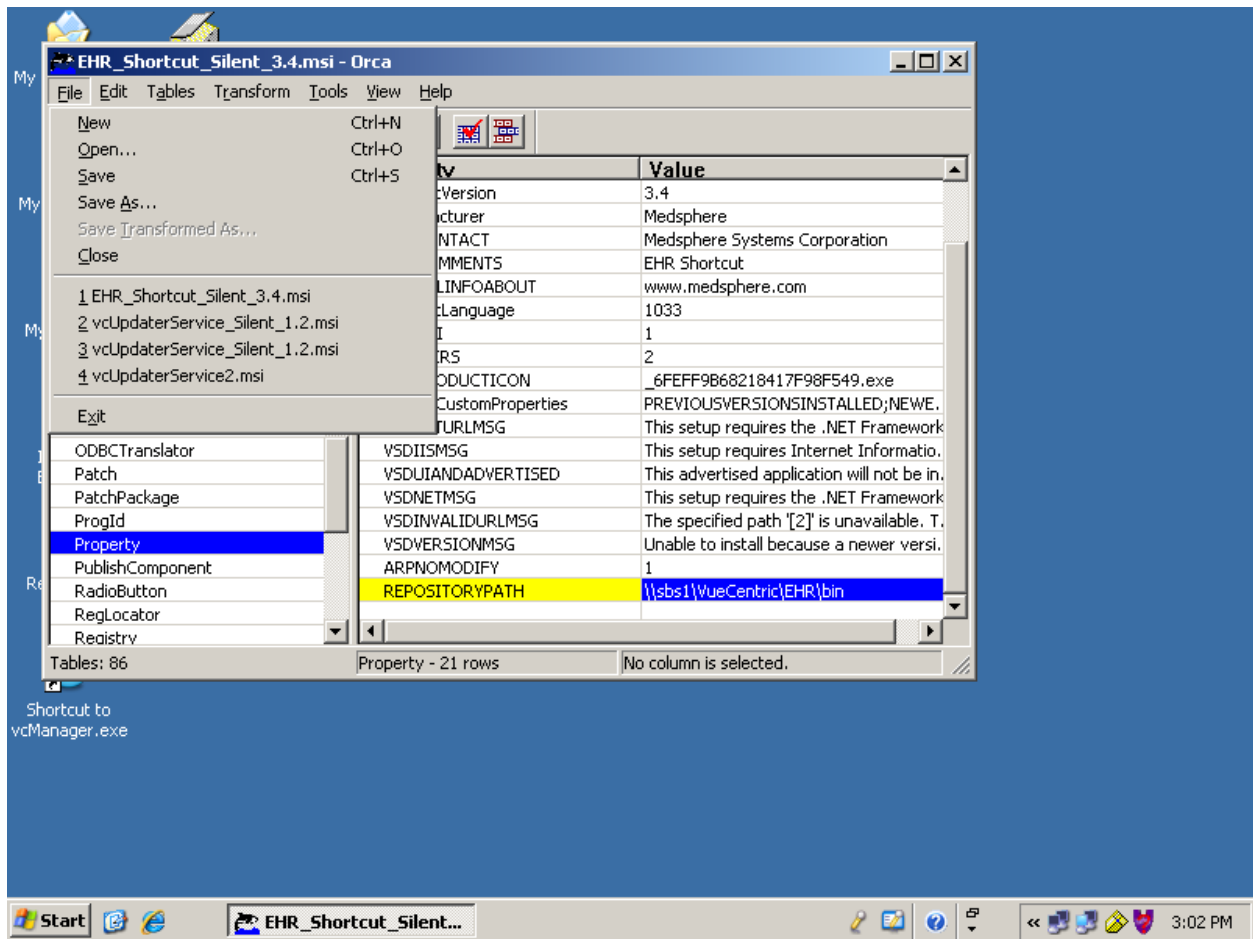 My
EHR_Shortcut_Silent_3.4.msi - Orca
File Edit Tables Transform Tools View Help
New Ctrl+N
Open... Ctrl+O
Save Ctrl+S
Save As...
Save Transformed As...
Close
1 EHR_Shortcut_Silent_3.4.msi
2 vcUpdaterService_Silent_1.2.msi
3 vcUpdaterService_Silent_1.2.msi
4 vcUpdaterService2.msi
Exit
My
My
Re
ty Value
tVersion 3.4
cturer Medsphere
NTACT Medsphere Systems Corporation
MMENTS EHR Shortcut
LINFOABOUT www.medsphere.com
tLanguage 1033
I 1
RS 2
ODUCTICON _6FEFF9B68218417F98F549.exe
CustomProperties PREVIOUSVERSIONSINSTALLED;NEWE.
TURLMSG This setup requires the .NET Framework
VSDIISMSG This setup requires Internet Informatio.
VSDUIANDADVERTISED This advertised application will not be in.
VSDNETMSG This setup requires the .NET Framework
VSDINVALIDURLMSG The specified path '[2]' is unavailable. T.
VSDVERSIONMSG Unable to install because a newer versi.
ARPNOMODIFY 1
REPOSITORYPATH \\sbs1\VueCentric\EHR\bin
ODBCTranslator
Patch
PatchPackage
ProgId
Property
PublishComponent
RadioButton
RegLocator
Registry
Tables: 86 Property - 21 rows No column is selected.
Shortcut to
vcManager.exe
Start EHR_Shortcut_Silent... 3:02 PM